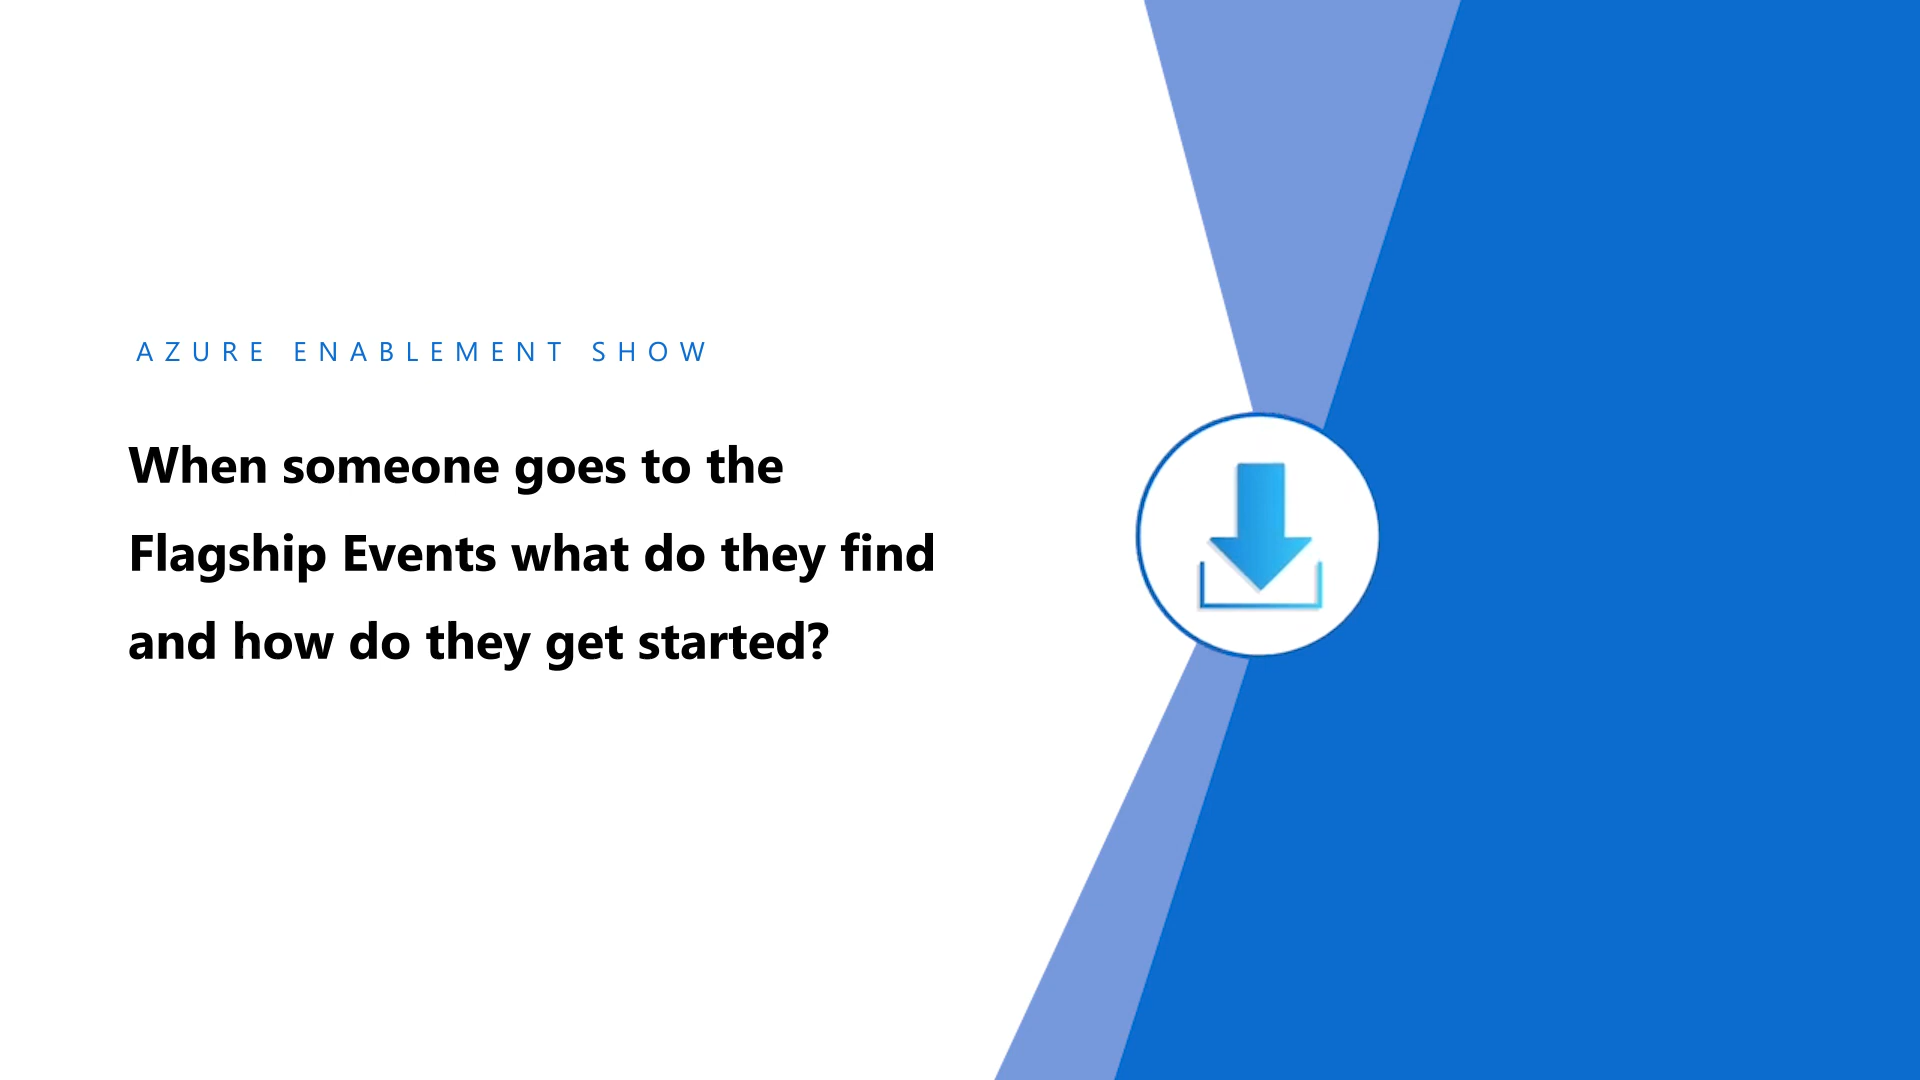 AZURE ENABLEMENT SHOW
When someone goes to the
Flagship Events what do they find
and how do they get started?